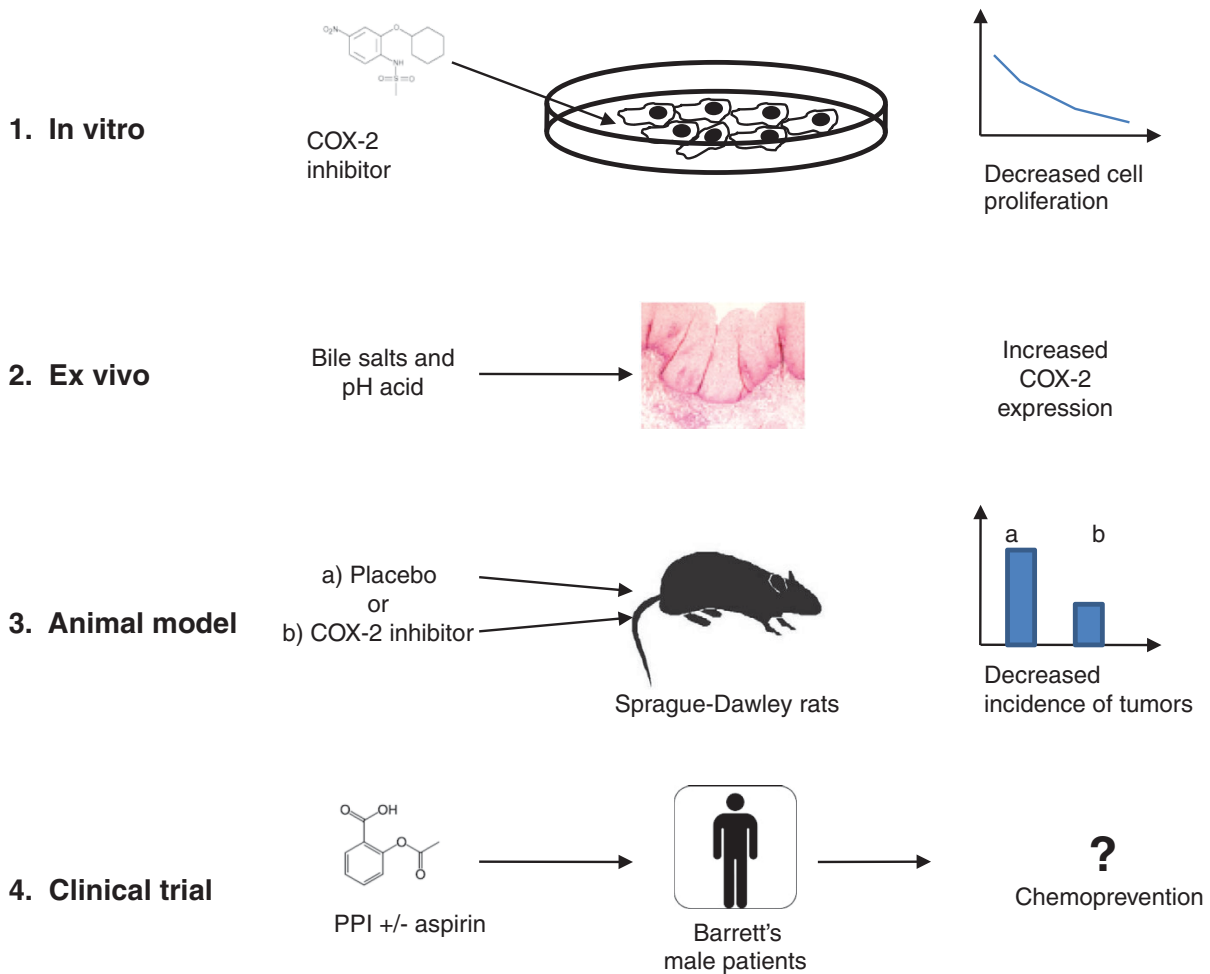 O₂N
O
NH
O=S=O
1. In vitro
COX-2
inhibitor
Decreased cell
proliferation
2. Ex vivo
Bile salts and
pH acid
Increased
COX-2
expression
3. Animal model
a) Placebo
or
b) COX-2 inhibitor
Sprague-Dawley rats
a
b
Decreased
incidence of tumors
4. Clinical trial
O
OH
O
O
PPI +/- aspirin
Barrett's
male patients
?
Chemoprevention